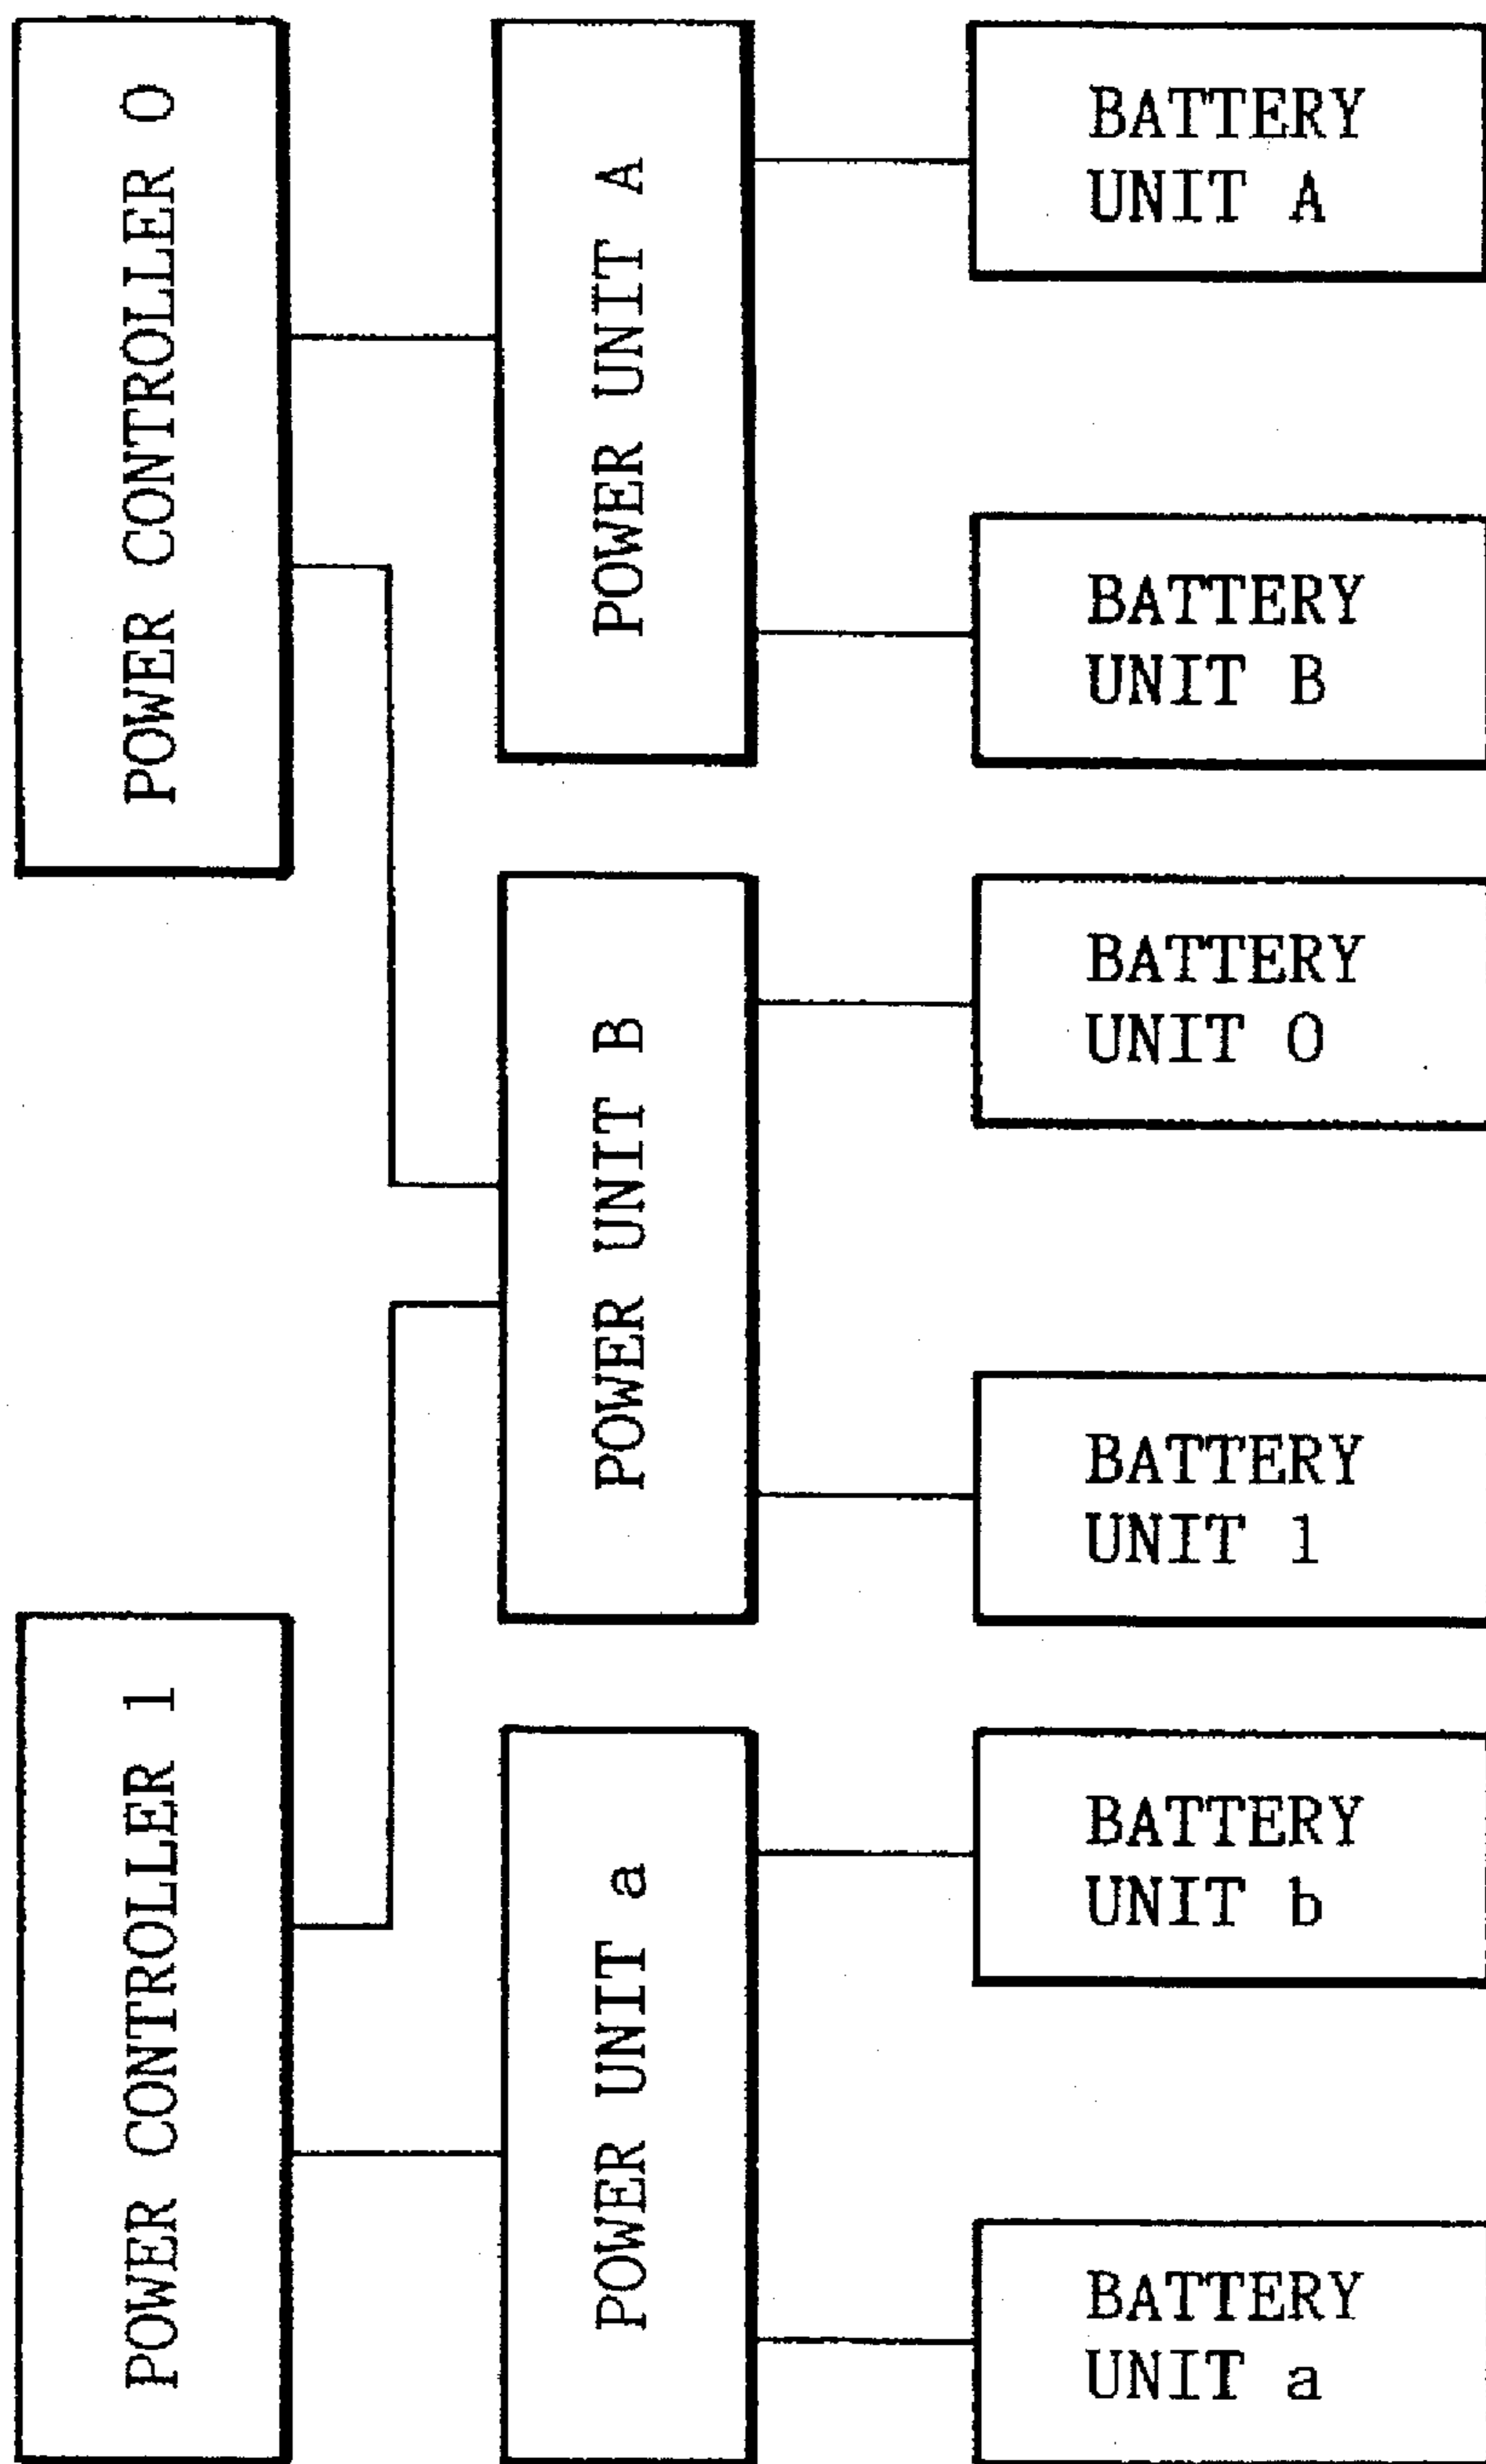 POWER CONTROLLER 0
POWER CONTROLLER 1
POWER UNIT A
POWER UNIT B
POWER UNIT a
BATTERY
UNIT A
BATTERY
UNIT B
BATTERY
UNIT 0
BATTERY
UNIT 1
BATTERY
UNIT b
BATTERY
UNIT a